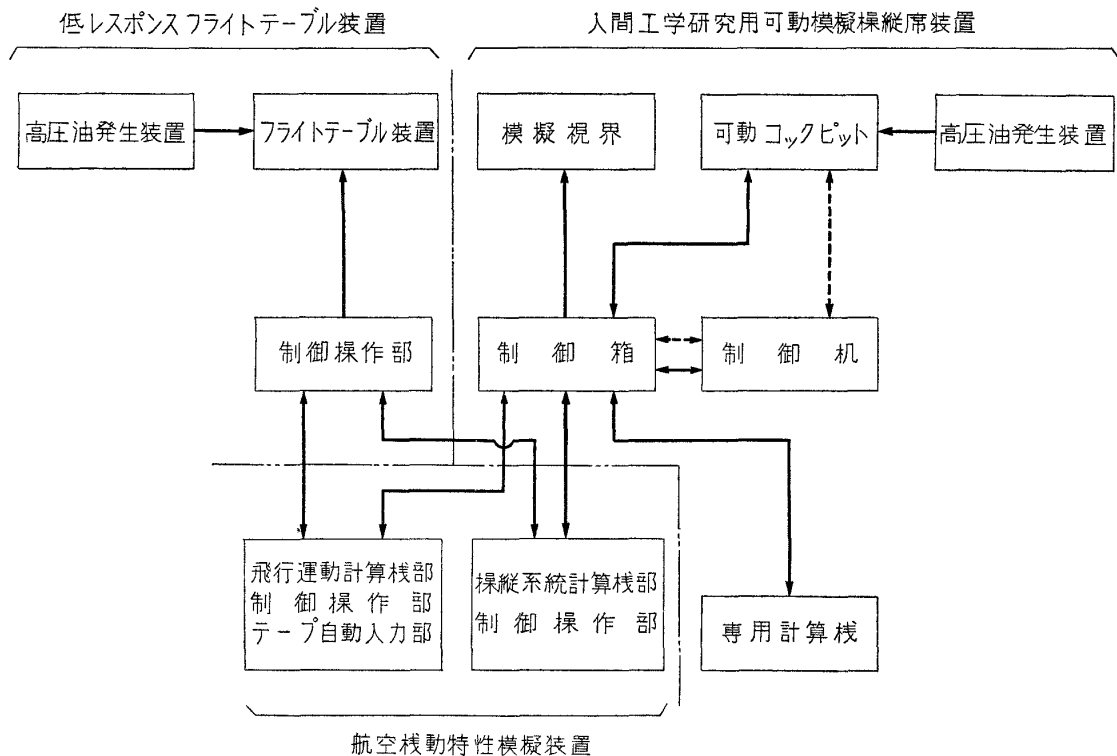 低レスポンスフライトテーブル装置
人間工学研究用可動模擬操縦席装置
高圧油発生装置
フライトテーブル装置
模擬視界
可動コックピット
高圧油発生装置
制御操作部
制御箱
制御机
飛行運動計算桟部
制御操作部
テープ自動入力部
操縦系統計算桟部
制御操作部
専用計算桟
航空桟動特性模擬装置